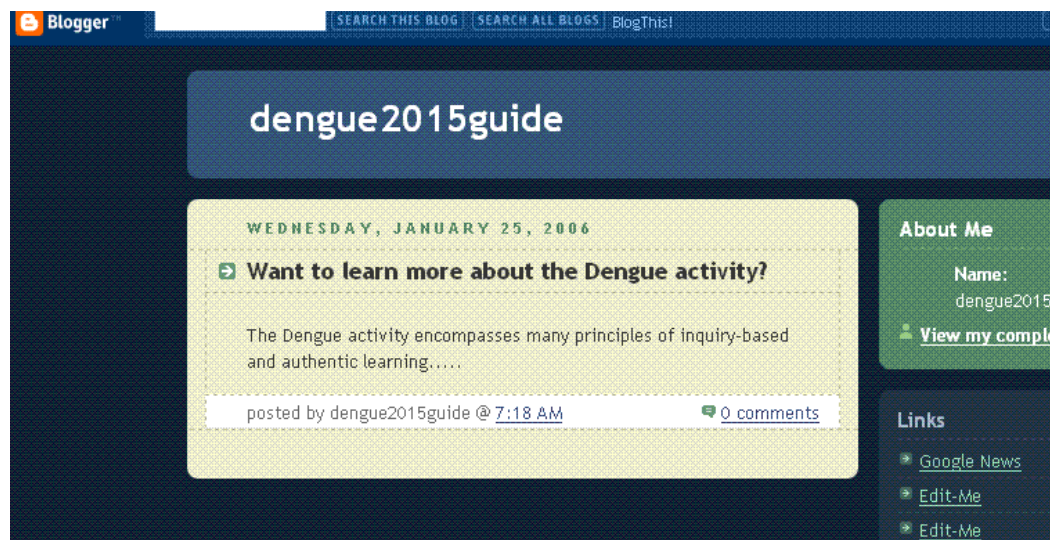 Blogger™ SEARCH THIS BLOG SEARCH ALL BLOGS BlogThis!
dengue2015guide
WEDNESDAY, JANUARY 25, 2006
Want to learn more about the Dengue activity?
The Dengue activity encompasses many principles of inquiry-based
and authentic learning.....
posted by dengue2015guide @ 7:18 AM 0 comments
About Me
Name:
dengue2015
View my comple
Links
Google News
Edit-Me
Edit-Me